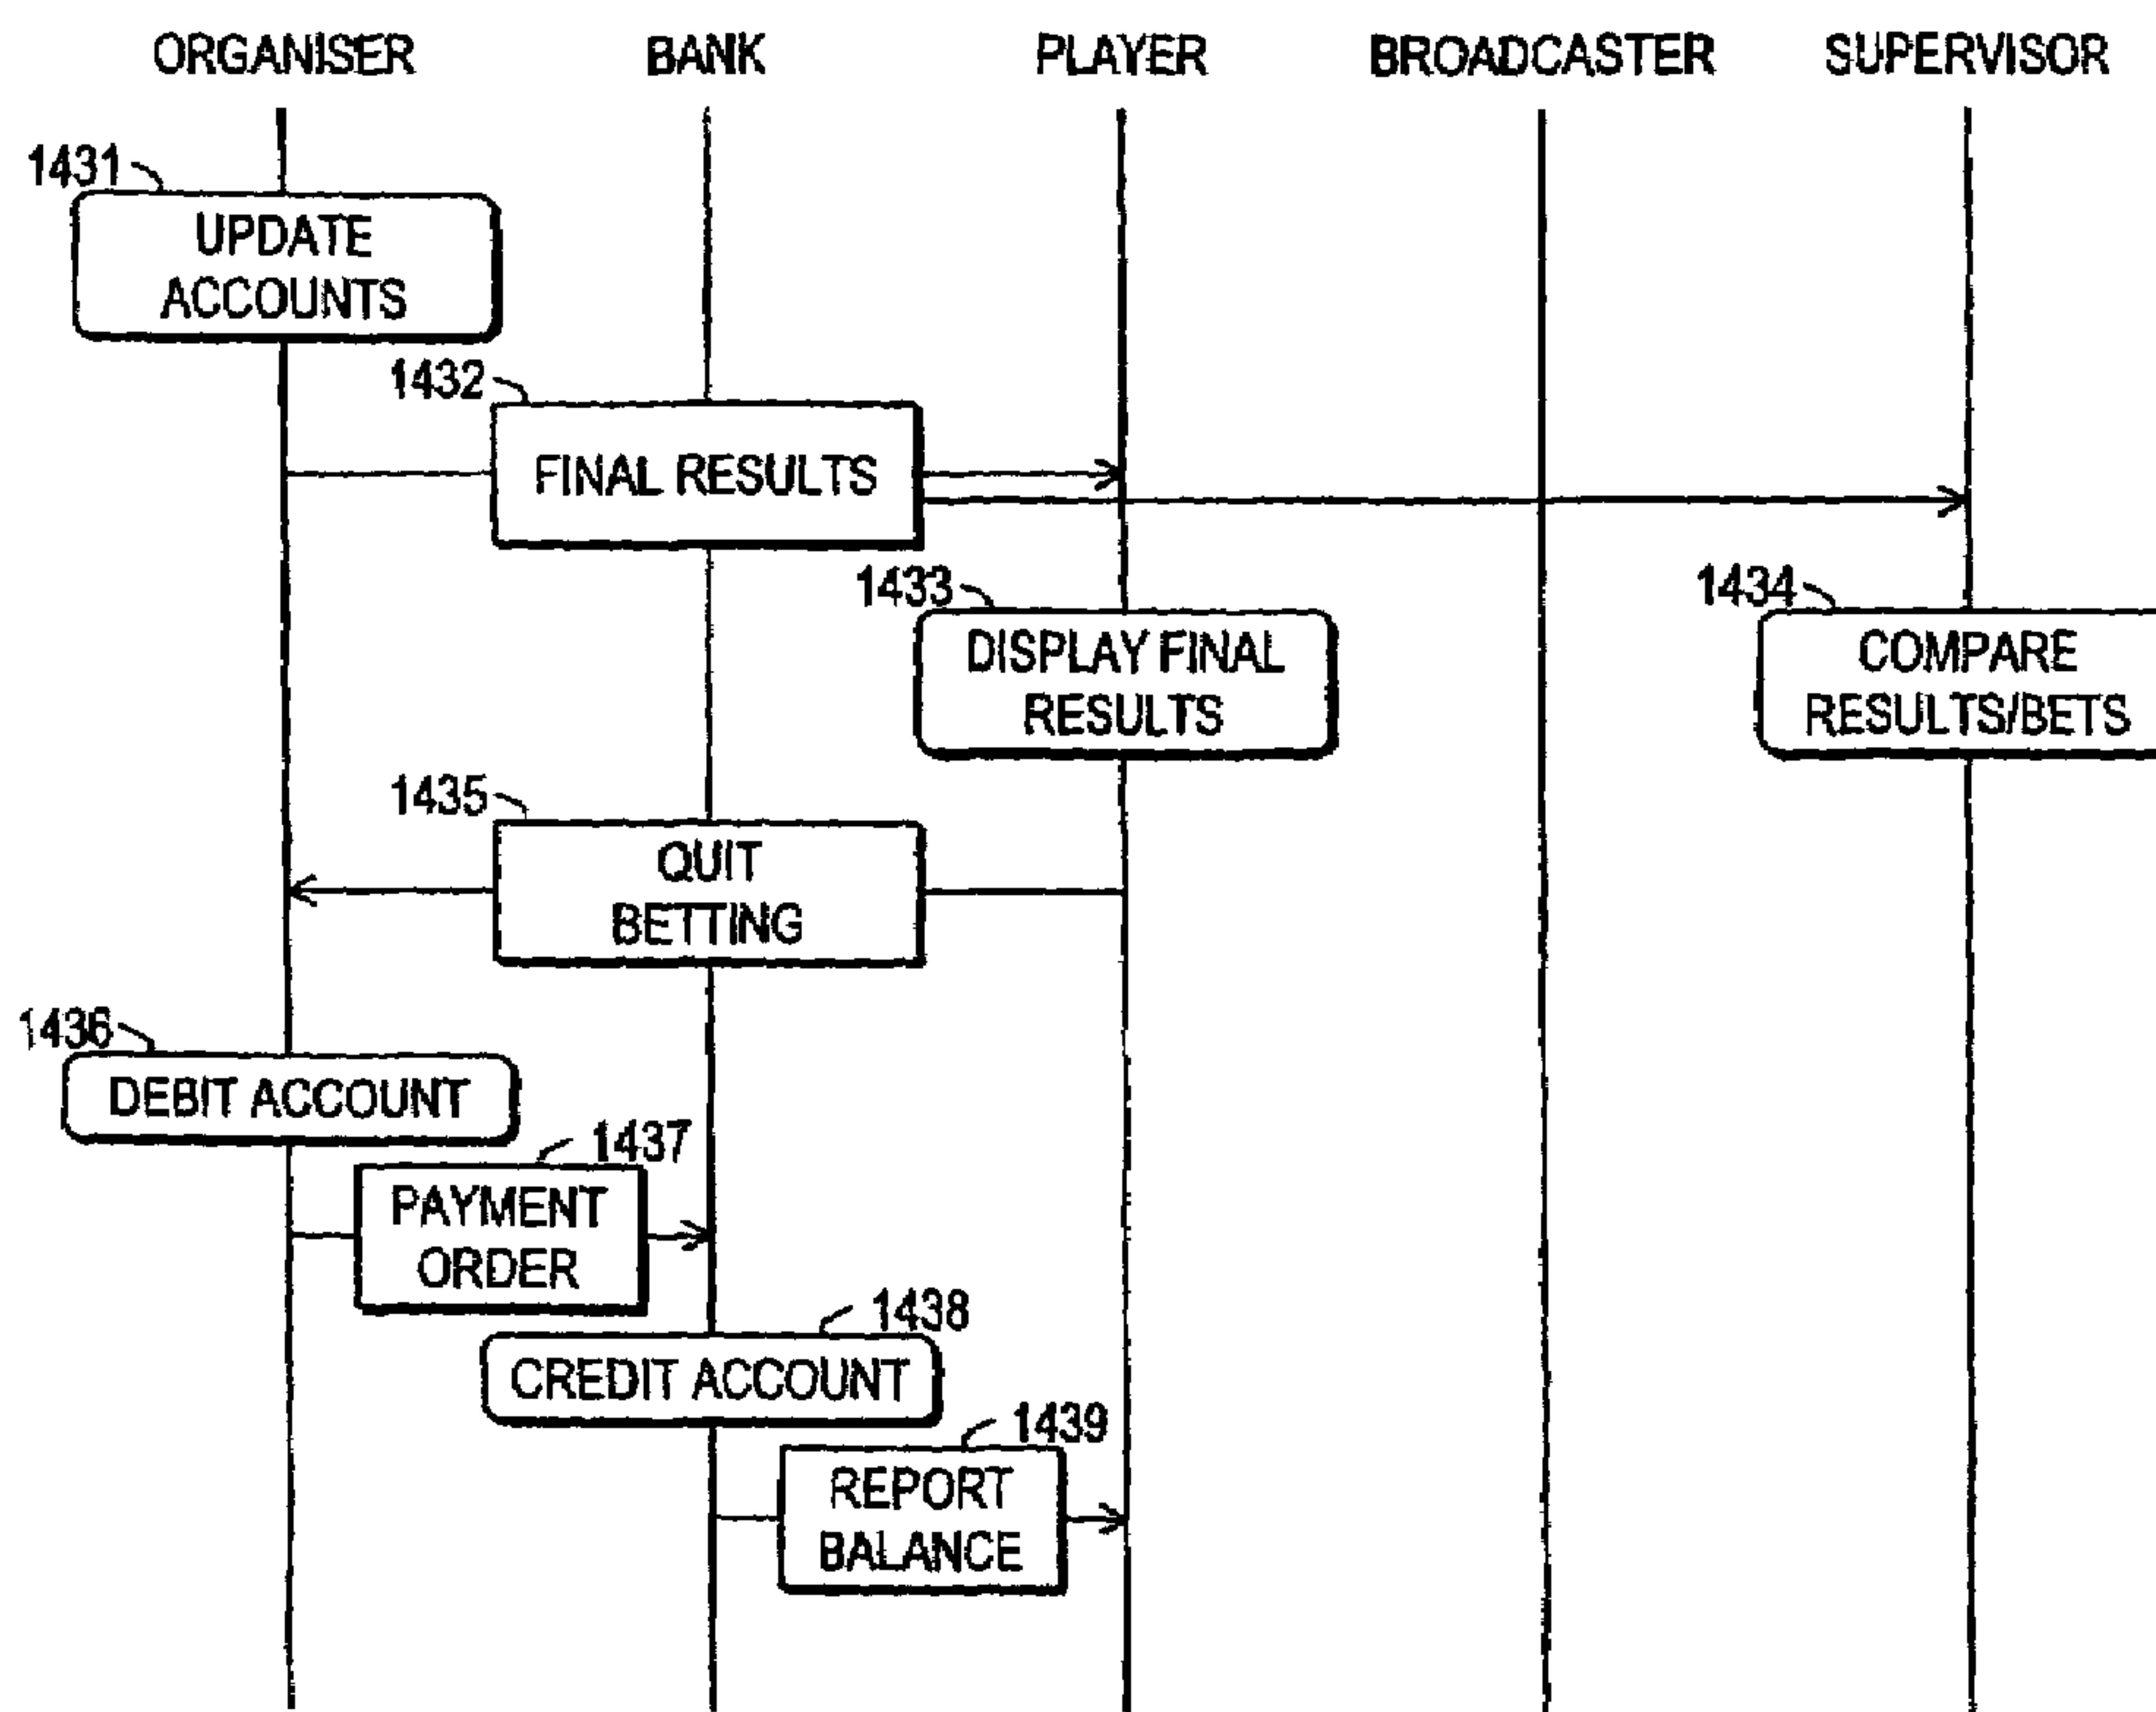 ORGANISER BANK PLAYER BROADCASTER SUPERVISOR
1431
UPDATE
ACCOUNTS
1432
FINAL RESULTS
1433
DISPLAY FINAL
RESULTS
1434
COMPARE
RESULTS/BETS
1435
QUIT
BETTING
1436
DEBIT ACCOUNT
1437
PAYMENT
ORDER
1438
CREDIT ACCOUNT
1439
REPORT
BALANCE